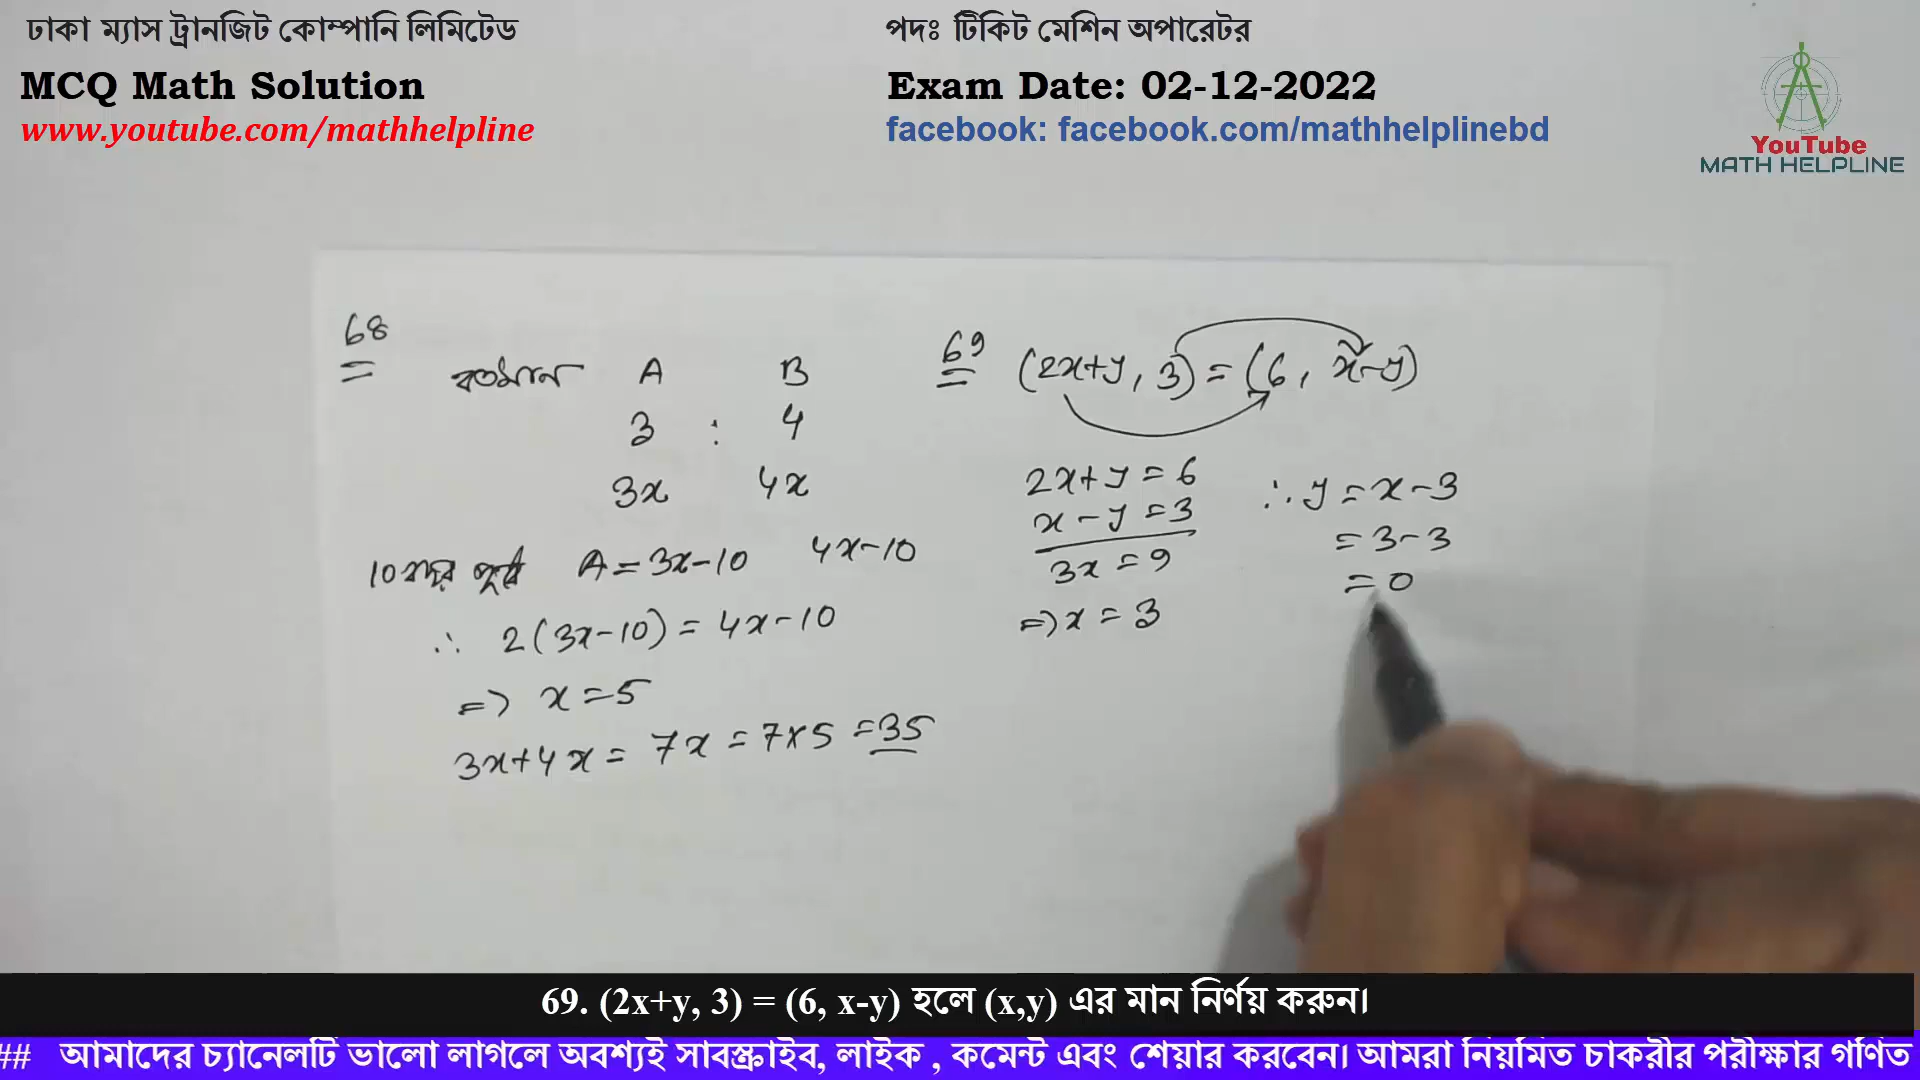 ঢাকা ম্যাস ট্রানজিট কোম্পানি লিমিটেড
পদঃ টিকিট মেশিন অপারেটর
MCQ Math Solution
Exam Date: 02-12-2022
www.youtube.com/mathhelpline
facebook: facebook.com/mathhelplinebd
YouTube
MATH HELPLINE
68
বর্তমান A B
3 : 4
3x 4x
10 বছর পূর্বে A = 3x-10 4x-10
∴ 2(3x-10) = 4x-10
⇒ x = 5
3x+4x = 7x = 7×5 = 35
69 (2x+y, 3) = (6, x-y)
2x+y = 6
x - y = 3
3x = 9
⇒ x = 3
∴ y = x-3
= 3-3
= 0
69. (2x+y, 3) = (6, x-y) হলে (x,y) এর মান নির্ণয় করুন।
## আমাদের চ্যানেলটি ভালো লাগলে অবশ্যই সাবস্ক্রাইব, লাইক , কমেন্ট এবং শেয়ার করবেন। আমরা নিয়মিত চাকরীর পরীক্ষার গণিত